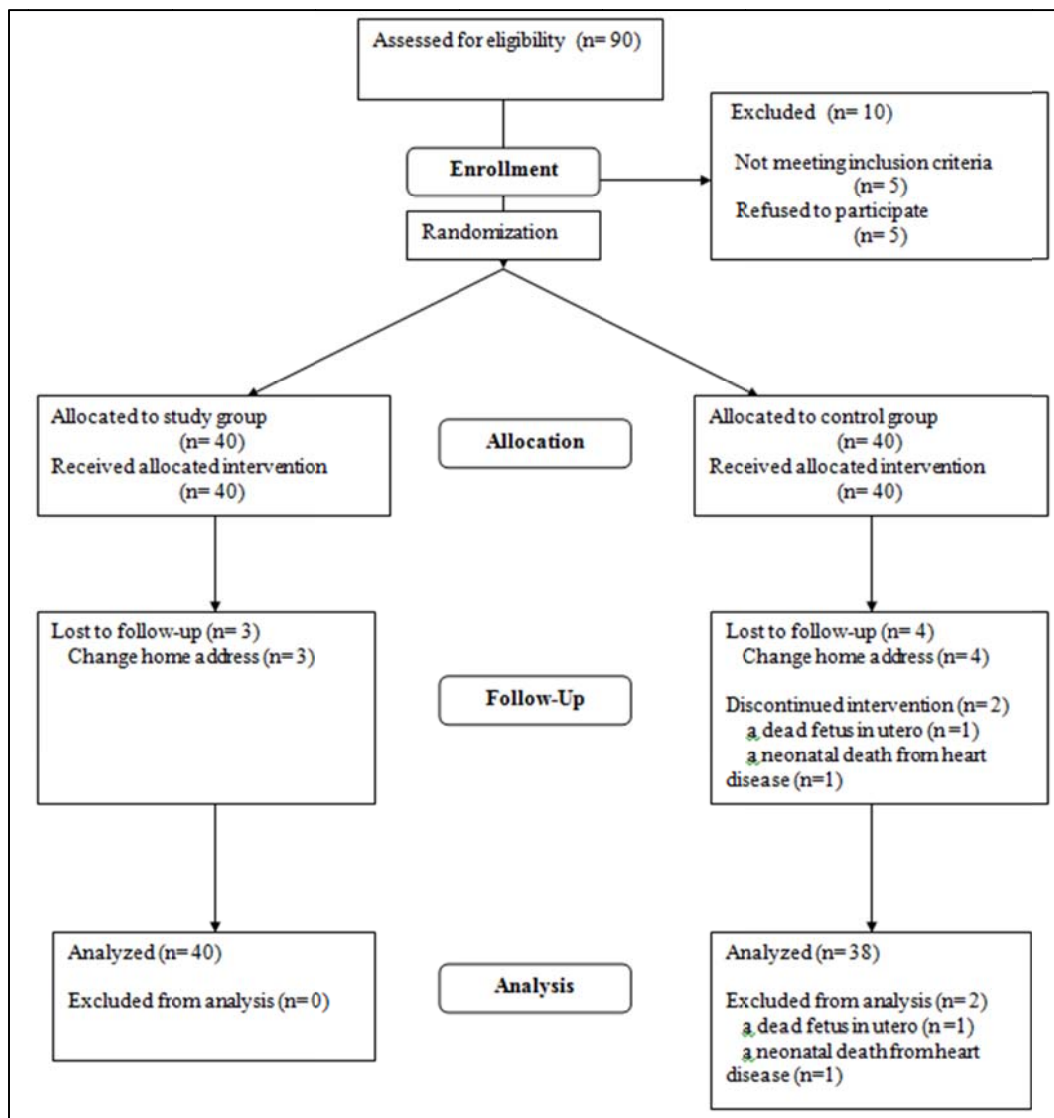 Assessed for eligibility (n= 90)
Excluded (n= 10)
Not meeting inclusion criteria
(n= 5)
Refused to participate
(n= 5)
Enrollment
Randomization
Allocated to study group
(n= 40)
Received allocated intervention
(n= 40)
Allocation
Allocated to control group
(n= 40)
Received allocated intervention
(n= 40)
Lost to follow-up (n= 3)
Change home address (n= 3)
Follow-Up
Lost to follow-up (n= 4)
Change home address (n= 4)
Discontinued intervention (n= 2)
a dead fetus in utero (n =1)
a neonatal death from heart
disease (n=1)
Analyzed (n= 40)
Excluded from analysis (n= 0)
Analysis
Analyzed (n= 38)
Excluded from analysis (n= 2)
a dead fetus in utero (n =1)
a neonatal death from heart
disease (n=1)